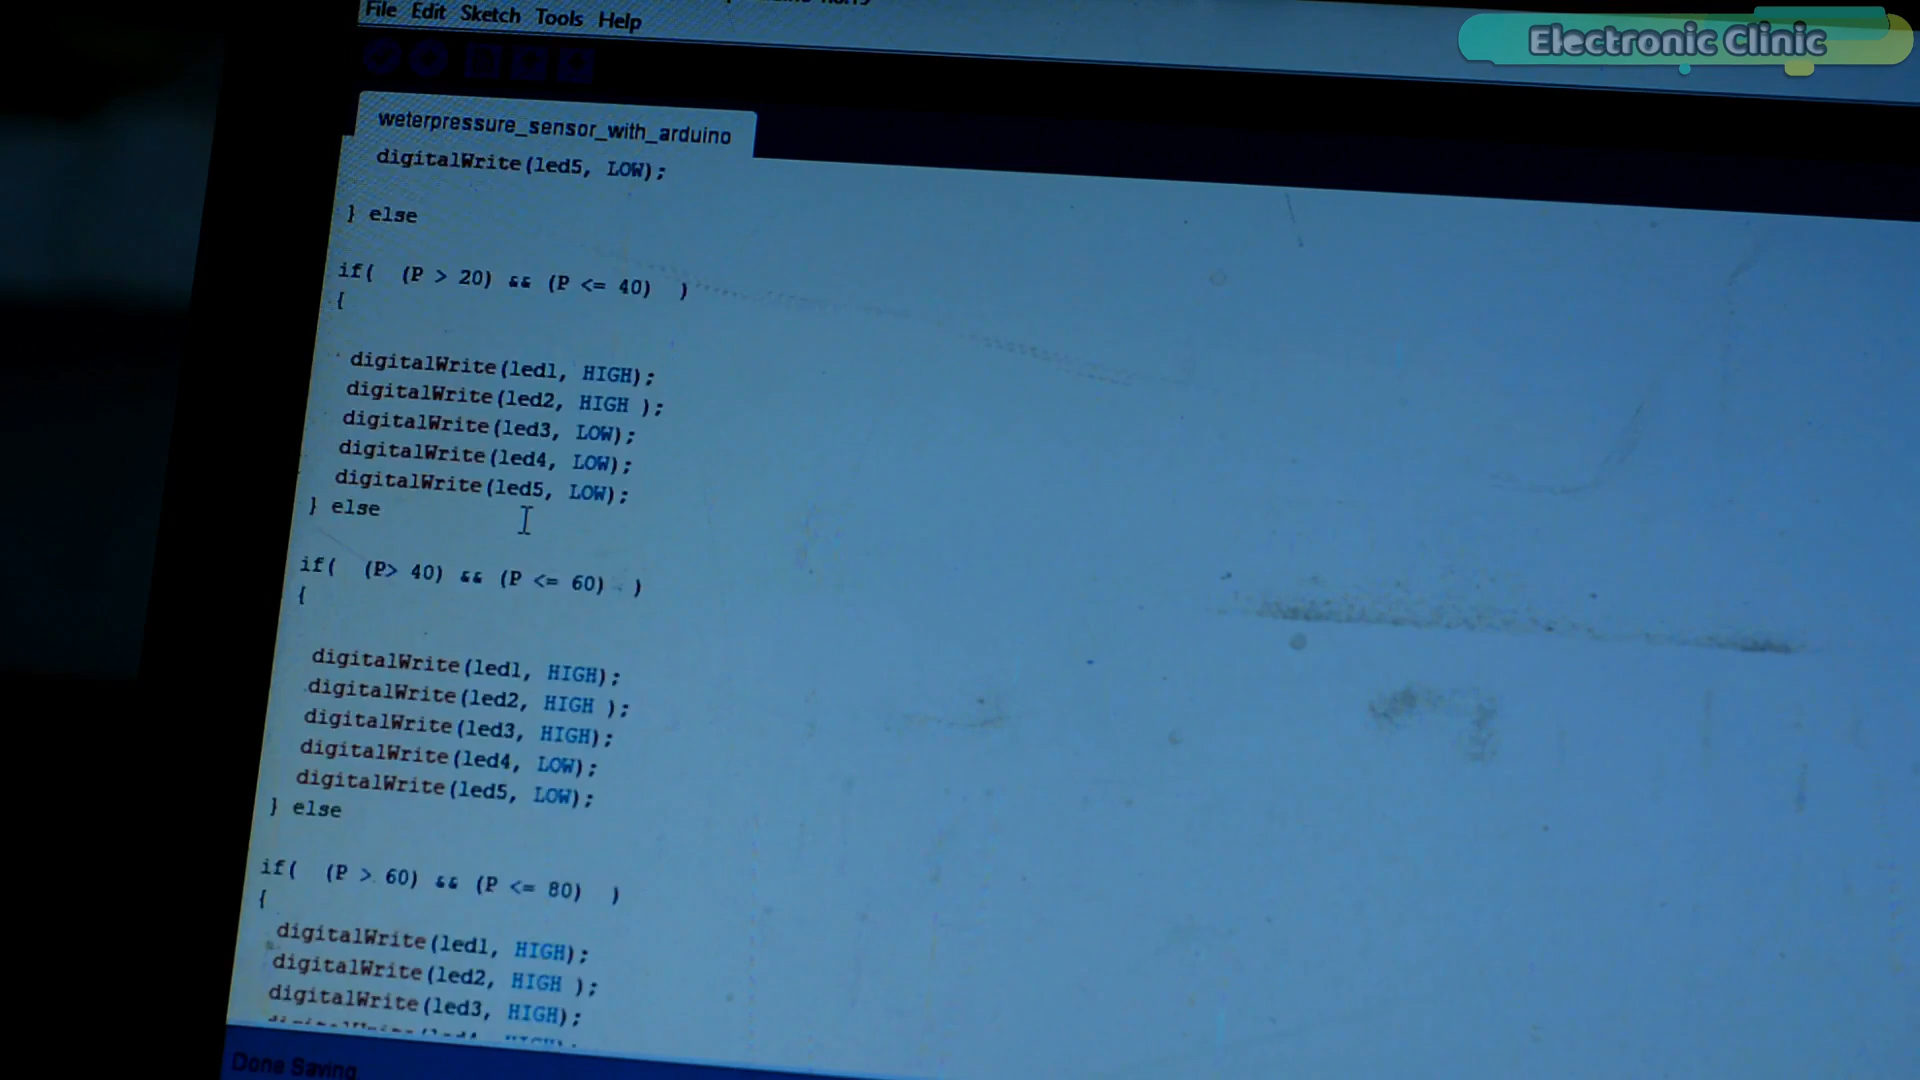 File Edit Sketch Tools Help
Electronic Clinic
weterpressure_sensor_with_arduino
digitalWrite(led5, LOW);
} else
if( (P > 20) && (P <= 40) )
{
digitalWrite(led1, HIGH);
digitalWrite(led2, HIGH );
digitalWrite(led3, LOW);
digitalWrite(led4, LOW);
digitalWrite(led5, LOW);
} else
if( (P> 40) && (P <= 60) )
{
digitalWrite(led1, HIGH);
digitalWrite(led2, HIGH );
digitalWrite(led3, HIGH);
digitalWrite(led4, LOW);
digitalWrite(led5, LOW);
} else
if( (P > 60) && (P <= 80) )
{
digitalWrite(led1, HIGH);
digitalWrite(led2, HIGH );
digitalWrite(led3, HIGH);
Done Saving